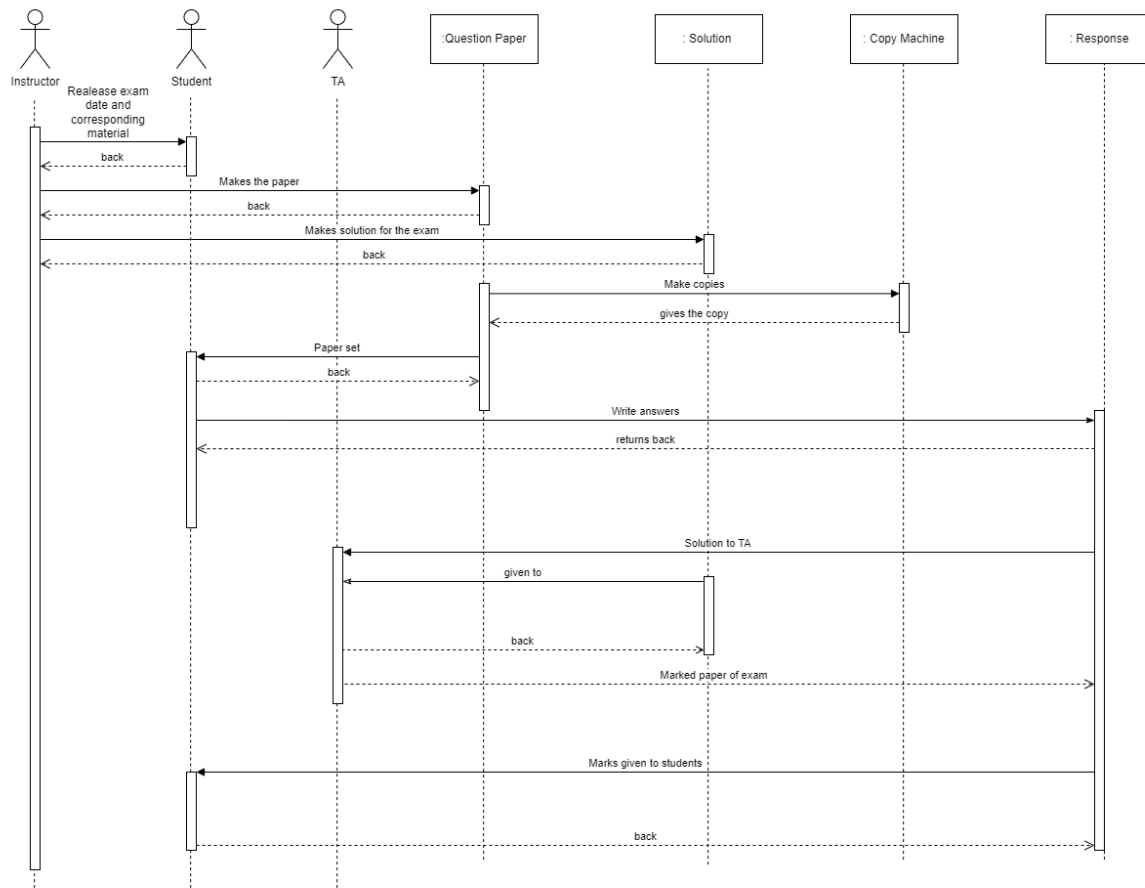 :Question Paper
: Solution
: Copy Machine
: Response
Instructor
Student
TA
Realease exam
date and
corresponding
material
back
Makes the paper
back
Makes solution for the exam
back
Make copies
gives the copy
Paper set
back
Write answers
returns back
Solution to TA
given to
back
Marked paper of exam
Marks given to students
back